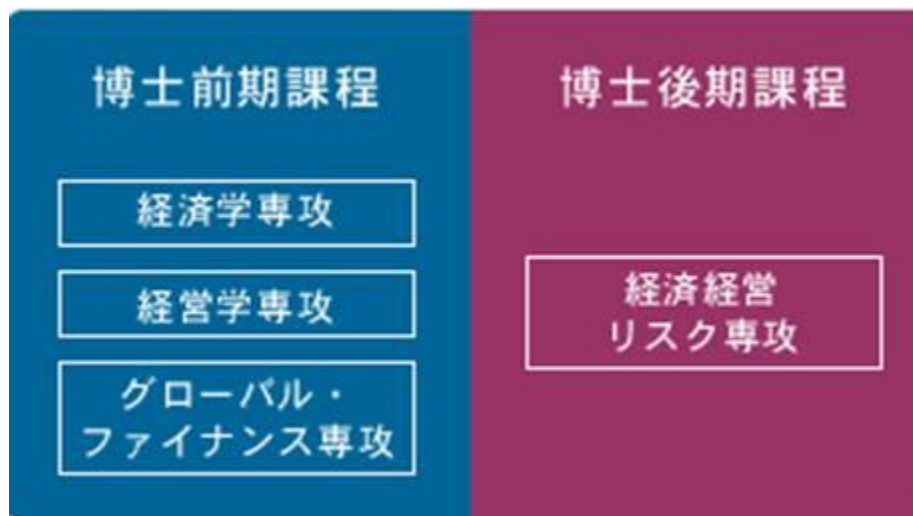 博士前期課程
経済学専攻
経営学専攻
グローバル・
ファイナンス専攻
博士後期課程
経済経営
リスク専攻